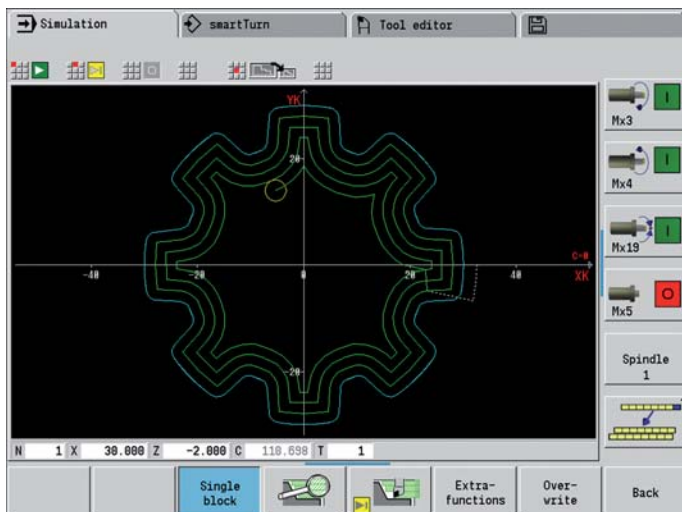 Simulation
smartTurn
Tool editor
YK
20
C-0
-40
-20
20
40
XK
-20
Mx3
Mx4
Mx19
Mx5
Spindle
1
N 1 X 30.000 Z -2.000 C 110.698 T 1
Single
block
Extra-
functions
Over-
write
Back